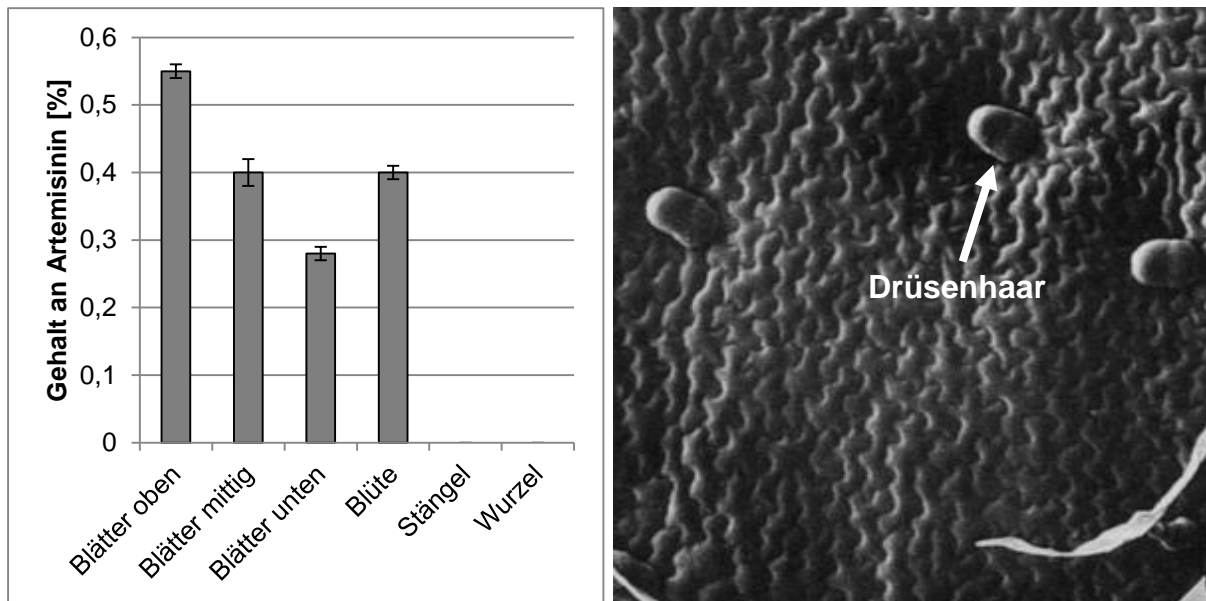 Gehalt an Artemisinin [%]
0,6
0,5
0,4
0,3
0,2
0,1
0
Blätter oben
Blätter mittig
Blätter unten
Blüte
Stängel
Wurzel
Drüsenhaar